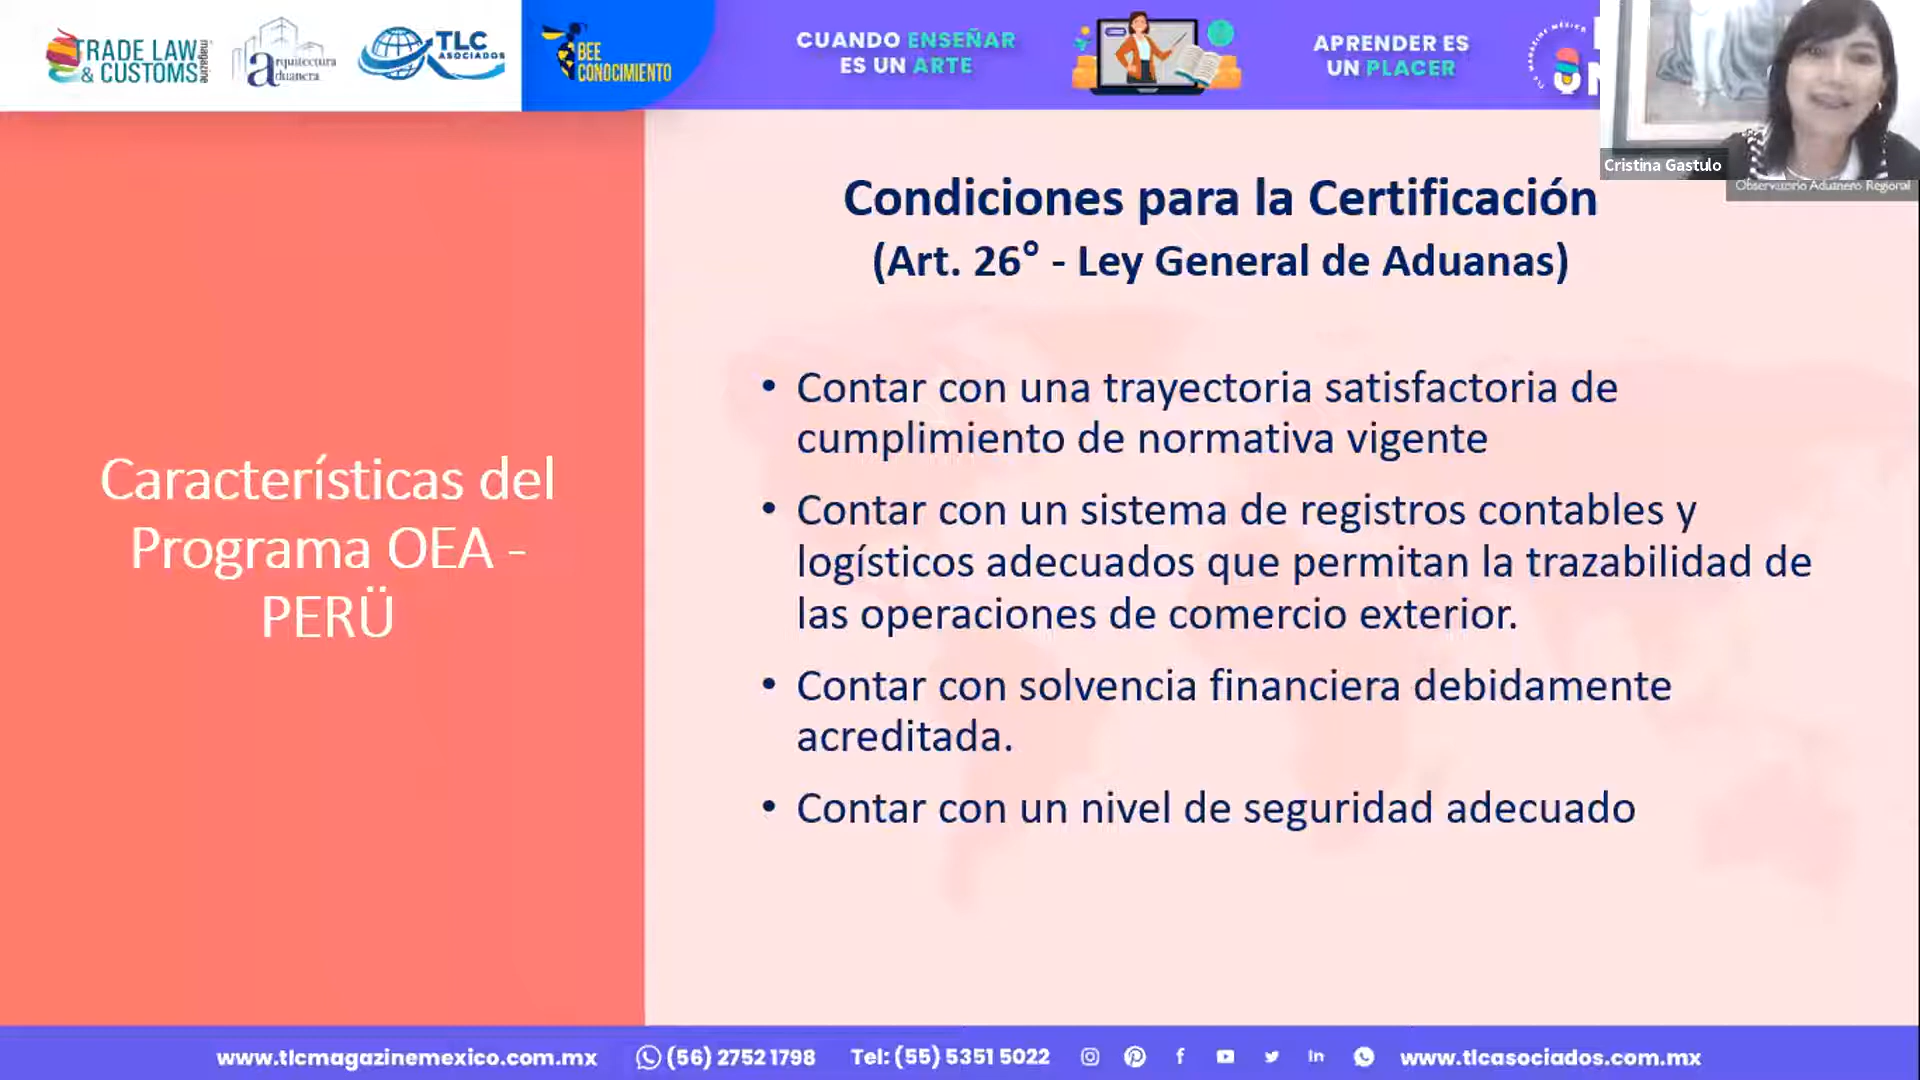 TRADE LAW
& CUSTOMS
magazine
arquitectura
aduanera
TLC
ASOCIADOS
BEE
CONOCIMIENTO
CUANDO ENSEÑAR
ES UN ARTE
APRENDER ES
UN PLACER
Cristina Gastulo
Observatorio Aduanero Regional
Condiciones para la Certificación
(Art. 26° - Ley General de Aduanas)
Características del
Programa OEA -
PERÜ
• Contar con una trayectoria satisfactoria de
cumplimiento de normativa vigente
• Contar con un sistema de registros contables y
logísticos adecuados que permitan la trazabilidad de
las operaciones de comercio exterior.
• Contar con solvencia financiera debidamente
acreditada.
• Contar con un nivel de seguridad adecuado
www.tlcmagazinemexico.com.mx (56) 2752 1798 Tel: (55) 5351 5022 www.tlcasociados.com.mx